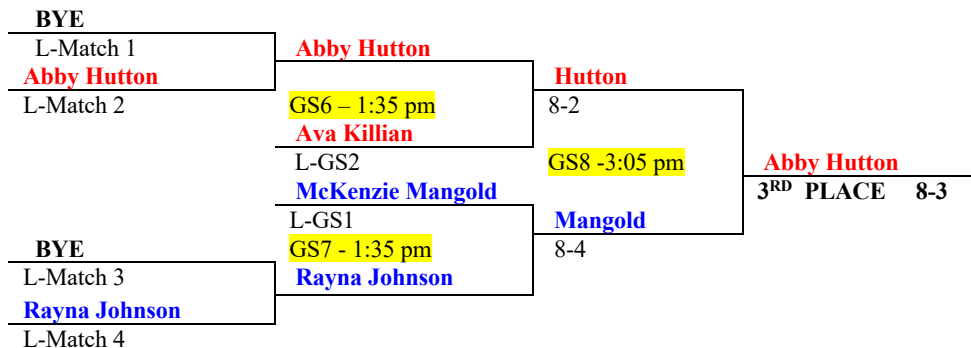 BYE
L-Match 1
Abby Hutton
Abby Hutton
Hutton
L-Match 2
GS6 – 1:35 pm
8-2
Ava Killian
L-GS2
GS8 -3:05 pm
Abby Hutton
McKenzie Mangold
3RD PLACE 8-3
L-GS1
Mangold
BYE
GS7 - 1:35 pm
8-4
L-Match 3
Rayna Johnson
Rayna Johnson
L-Match 4